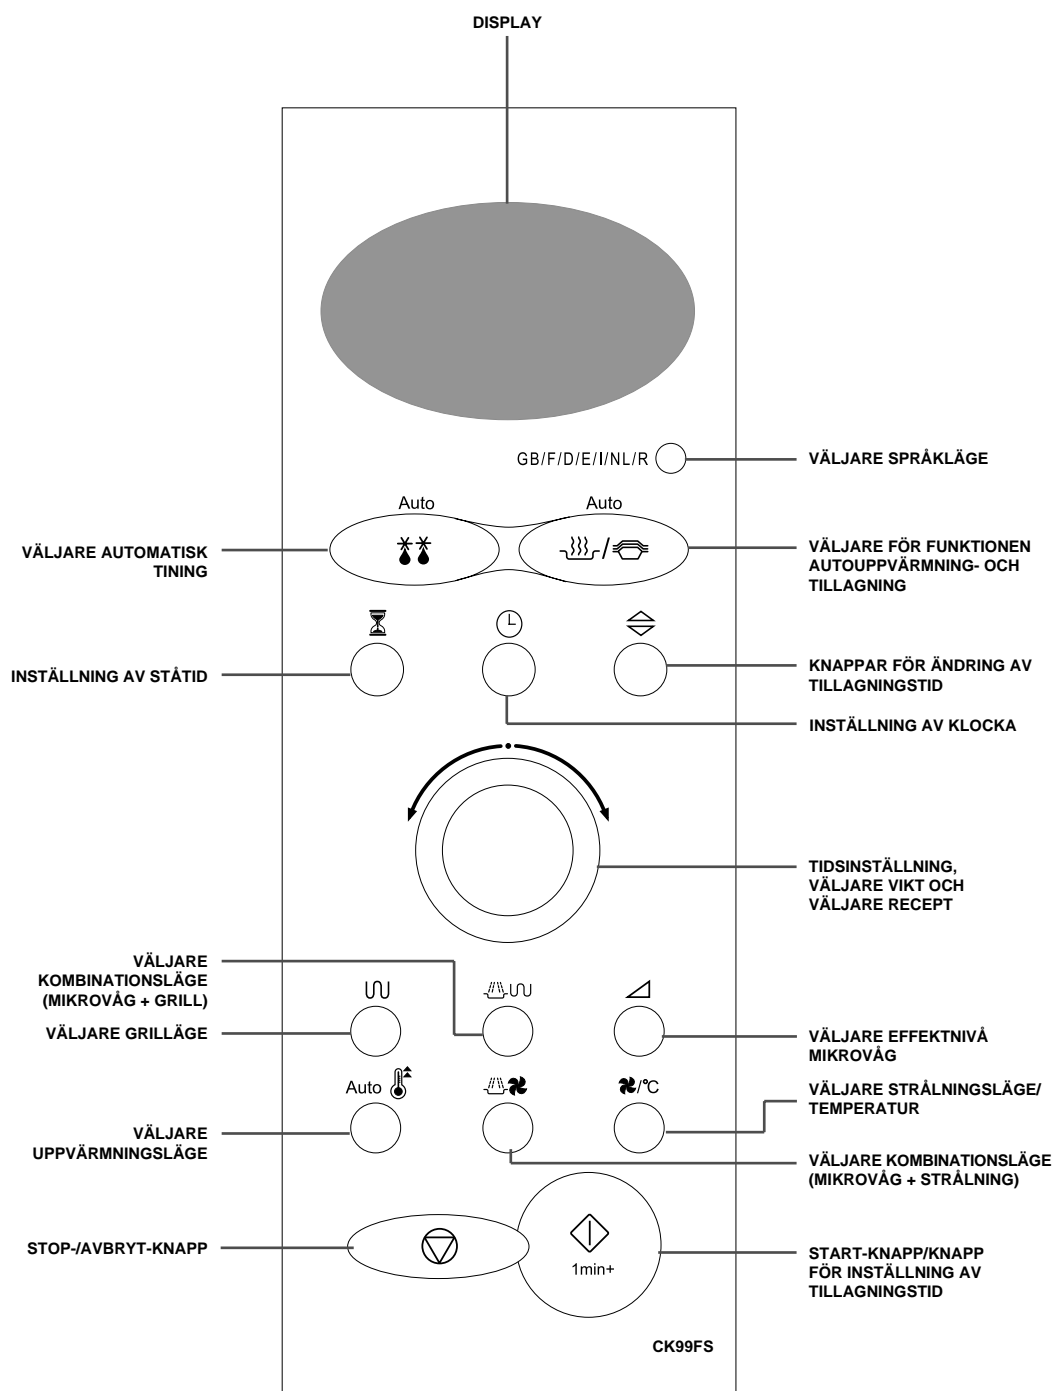 DISPLAY
GB/F/D/E/I/NL/R
VÄLJARE SPRÅKLÄGE
Auto
Auto
VÄLJARE AUTOMATISK
TINING
/
VÄLJARE FÖR FUNKTIONEN
AUTOUPPVÄRMNING- OCH
TILLAGNING
INSTÄLLNING AV STÅTID
KNAPPAR FÖR ÄNDRING AV
TILLAGNINGSTID
INSTÄLLNING AV KLOCKA
TIDSINSTÄLLNING,
VÄLJARE VIKT OCH
VÄLJARE RECEPT
VÄLJARE
KOMBINATIONSLÄGE
(MIKROVÅG + GRILL)
VÄLJARE GRILLÄGE
VÄLJARE EFFEKTNIVÅ
MIKROVÅG
Auto
/°C
VÄLJARE STRÅLNINGSLÄGE/
TEMPERATUR
VÄLJARE
UPPVÄRMNINGSLÄGE
VÄLJARE KOMBINATIONSLÄGE
(MIKROVÅG + STRÅLNING)
STOP-/AVBRYT-KNAPP
1min+
START-KNAPP/KNAPP
FÖR INSTÄLLNING AV
TILLAGNINGSTID
CK99FS